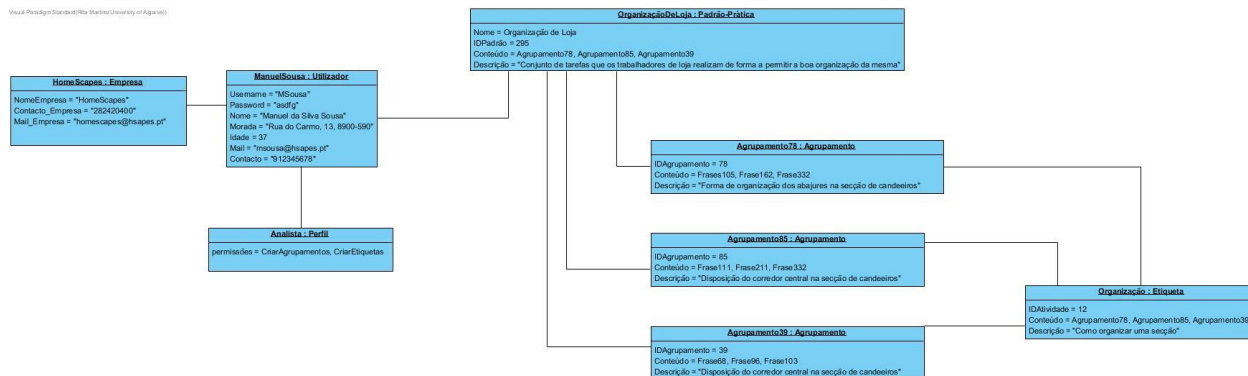 Visual Paradigm Standard(Rita Martins(University of Algarve))
OrganizaçãoDeLoja : Padrão-Prática
Nome = Organização de Loja
IDPadrão = 295
Conteúdo = Agrupamento78, Agrupamento85, Agrupamento39
Descrição = "Conjunto de tarefas que os trabalhadores de loja realizam de forma a permitir a boa organização da mesma"
HomeScapes : Empresa
NomeEmpresa = "HomeScapes"
Contacto_Empresa = "282420400"
Mail_Empresa = "homescapes@hsapes.pt"
ManuelSousa : Utilizador
Username = "MSousa"
Password = "asdfg"
Nome = "Manuel da Silva Sousa"
Morada = "Rua do Carmo, 13, 8900-590"
Idade = 37
Mail = "msousa@hsapes.pt"
Contacto = "912345678"
Agrupamento78 : Agrupamento
IDAgrupamento = 78
Conteúdo = Frases105, Frase162, Frase332
Descrição = "Forma de organização dos abajures na secção de candeeiros"
Analista : Perfil
permissões = CriarAgrupamentos, CriarEtiquetas
Agrupamento85 : Agrupamento
IDAgrupamento = 85
Conteúdo = Frase111, Frase211, Frase332
Descrição = "Disposição do corredor central na secção de candeeiros"
Organização : Etiqueta
IDAtividade = 12
Conteúdo = Agrupamento78, Agrupamento85, Agrupamento39
Descrição = "Como organizar uma secção"
Agrupamento39 : Agrupamento
IDAgrupamento = 39
Conteúdo = Frase68, Frase96, Frase103
Descrição = "Disposição do corredor central na secção de candeeiros"